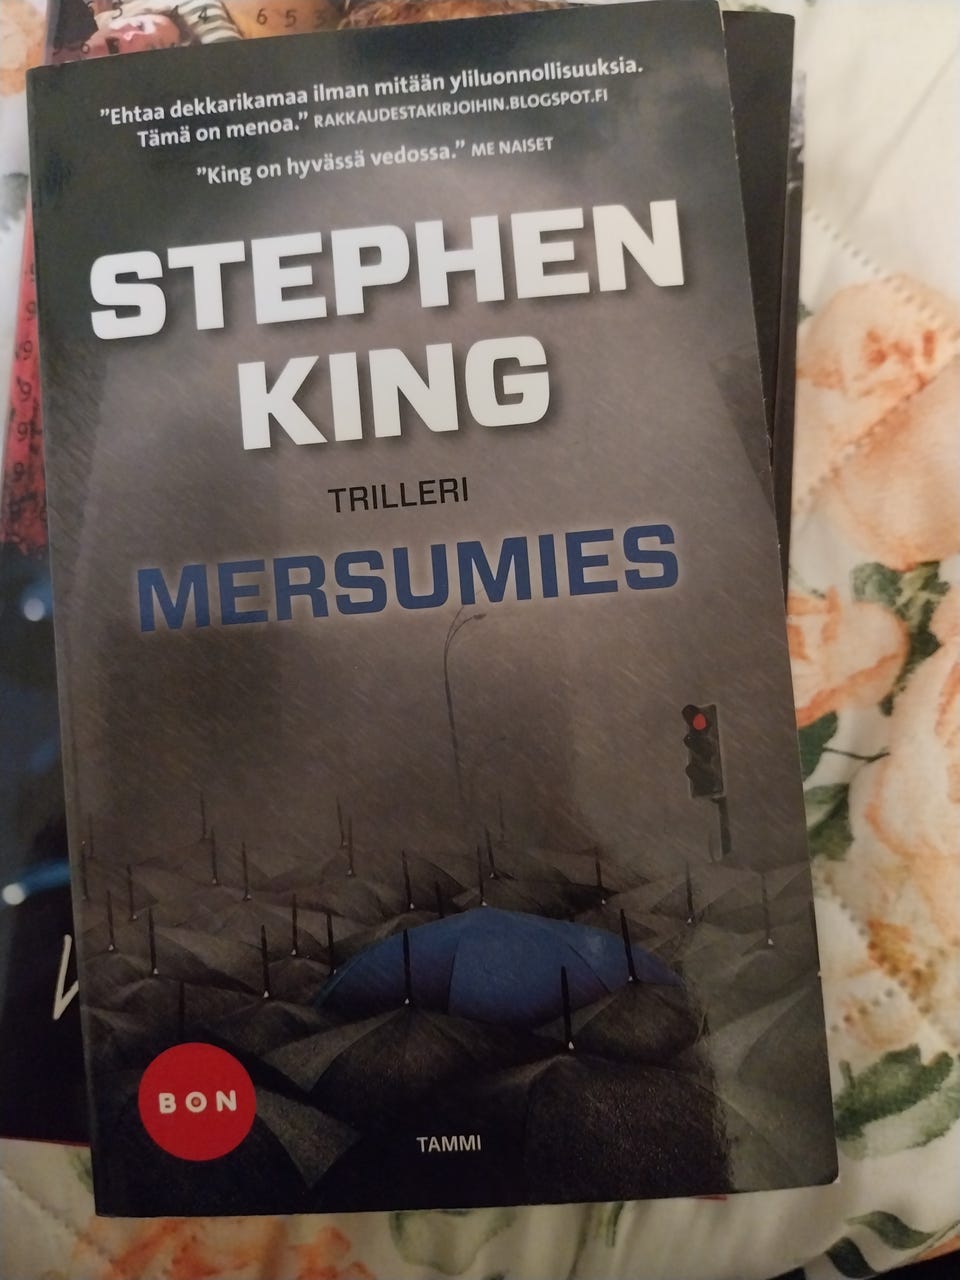 "Ehtaa dekkarikamaa ilman mitään yliluonnollisuuksia.
Tämä on menoa." RAKKAUDESTAKIRJOIHIN.BLOGSPOT.FI
"King on hyvässä vedossa." ME NAISET
STEPHEN
KING
TRILLERI
MERSUMIES
BON
TAMMI